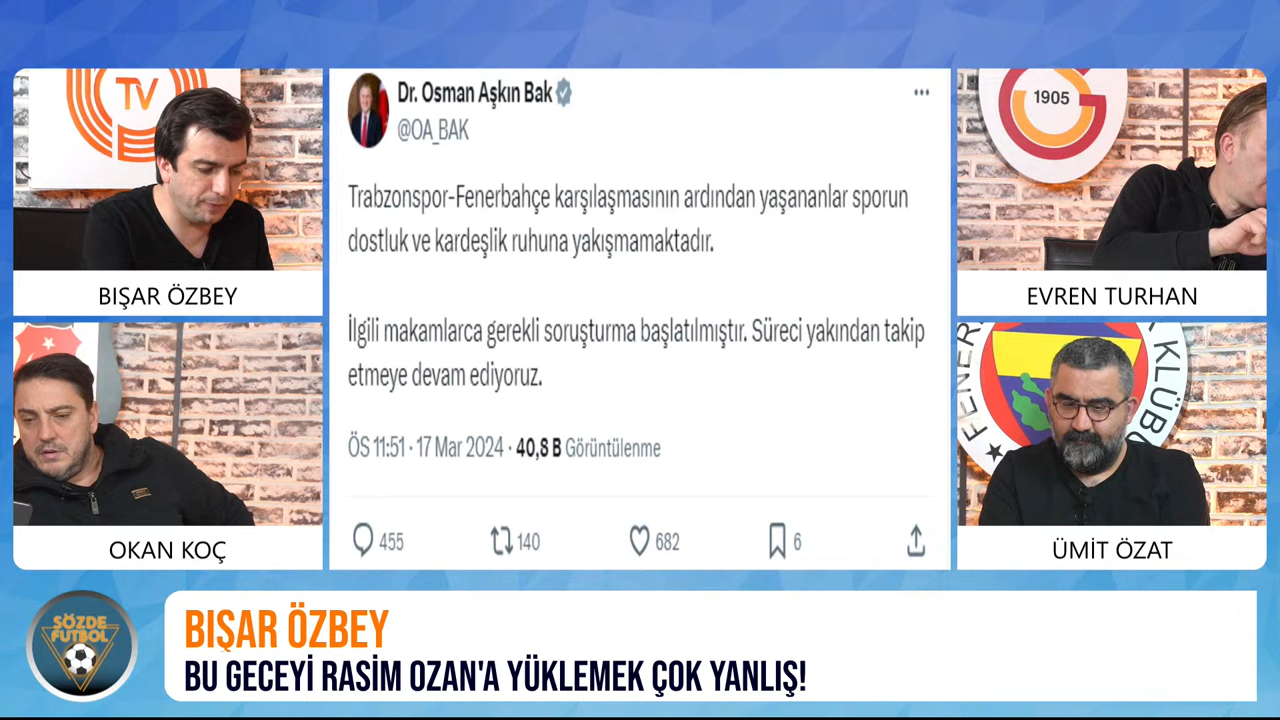 TV
BIŞAR ÖZBEY
OKAN KOÇ
Dr. Osman Aşkın Bak
@OA_BAK
Trabzonspor-Fenerbahçe karşılaşmasının ardından yaşananlar sporun
dostluk ve kardeşlik ruhuna yakışmamaktadır.
İlgili makamlarca gerekli soruşturma başlatılmıştır. Süreci yakından takip
etmeye devam ediyoruz.
ÖS 11:51 · 17 Mar 2024 · 40,8 B Görüntülenme
455 140 682 6
1905
EVREN TURHAN
FENER
KLÜBÜ
ÜMİT ÖZAT
SÖZDE
FUTBOL
BIŞAR ÖZBEY
BU GECEYİ RASİM OZAN'A YÜKLEMEK ÇOK YANLIŞ!